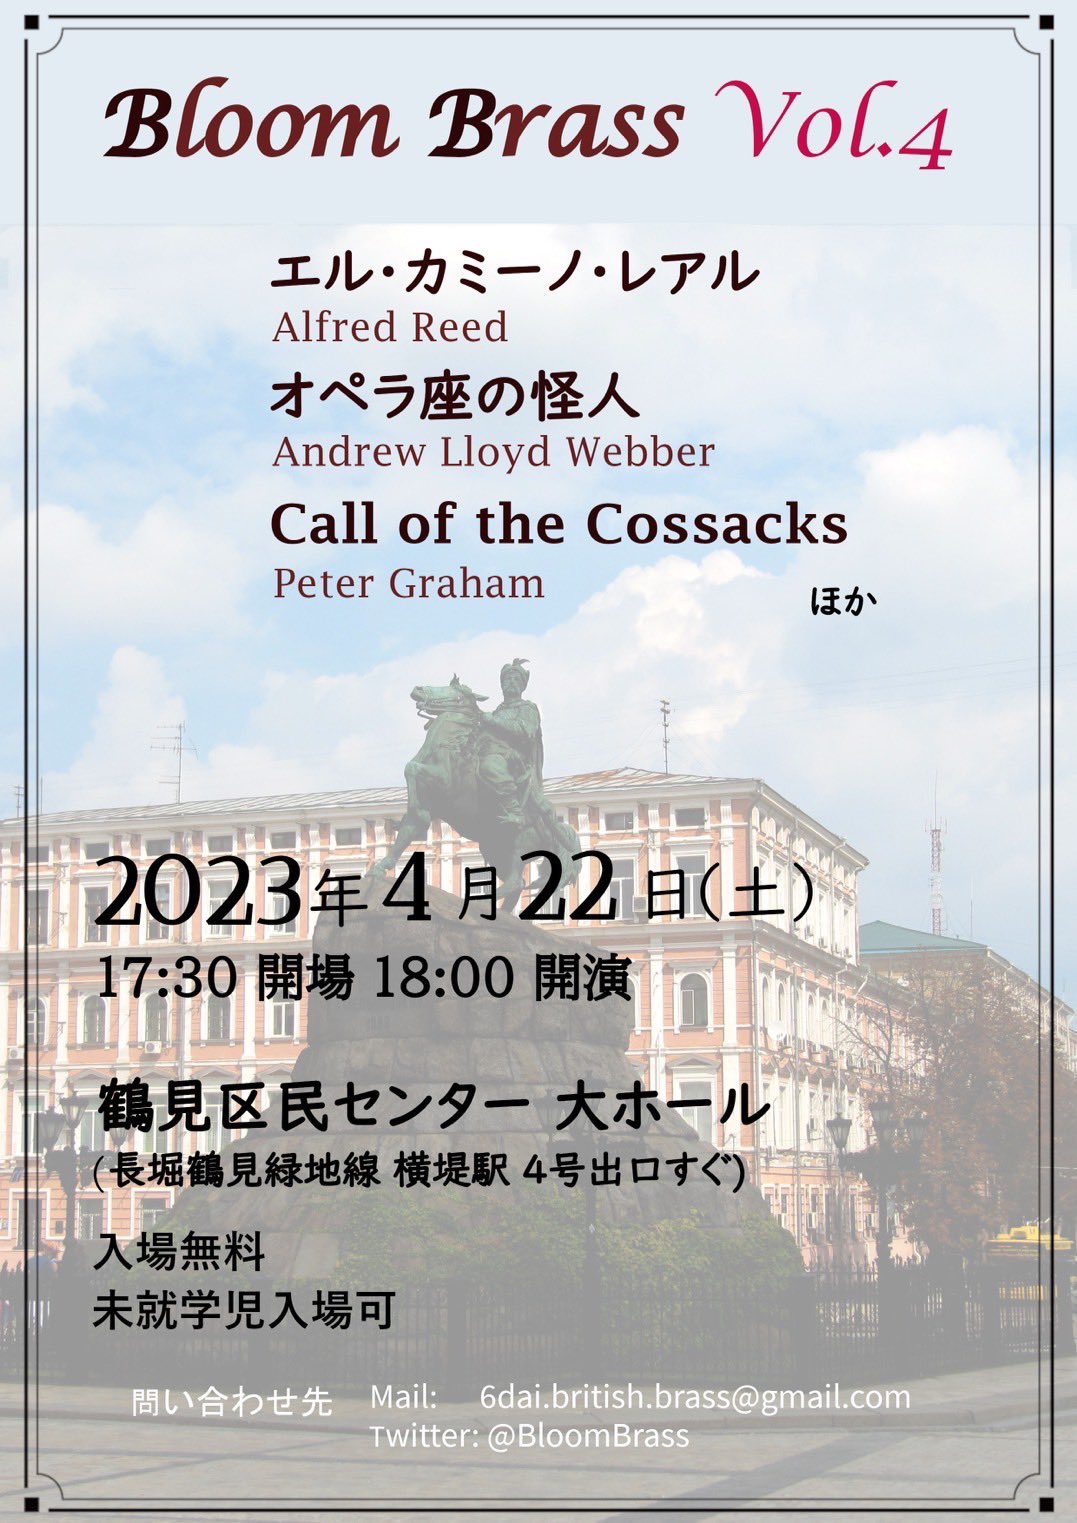 Bloom Brass Vol.4
エル・カミーノ・レアル
Alfred Reed
オペラ座の怪人
Andrew Lloyd Webber
Call of the Cossacks
Peter Graham
ほか
2023年4月22日(土)
17:30 開場 18:00 開演
鶴見区民センター 大ホール
(長堀鶴見緑地線 横堤駅 4号出口すぐ)
入場無料
未就学児入場可
問い合わせ先 Mail: 6dai.british.brass@gmail.com
Twitter: @BloomBrass